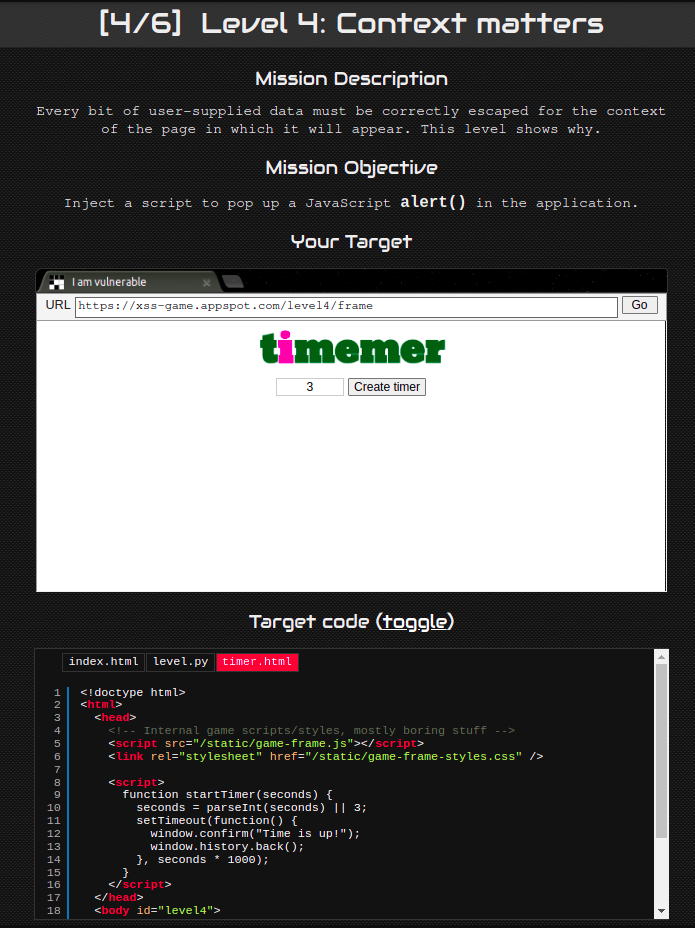 [4/6] Level 4: Context matters
Mission Description
Every bit of user-supplied data must be correctly escaped for the context
of the page in which it will appear. This level shows why.
Mission Objective
Inject a script to pop up a JavaScript alert() in the application.
Your Target
I am vulnerable
URL https://xss-game.appspot.com/level4/frame Go
timemer
3 Create timer
Target code (toggle)
index.html level.py timer.html
1 <!doctype html>
2 <html>
3 <head>
4 <!-- Internal game scripts/styles, mostly boring stuff -->
5 <script src="/static/game-frame.js"></script>
6 <link rel="stylesheet" href="/static/game-frame-styles.css" />
7
8 <script>
9 function startTimer(seconds) {
10 seconds = parseInt(seconds) || 3;
11 setTimeout(function() {
12 window.confirm("Time is up!");
13 window.history.back();
14 }, seconds * 1000);
15 }
16 </script>
17 </head>
18 <body id="level4">